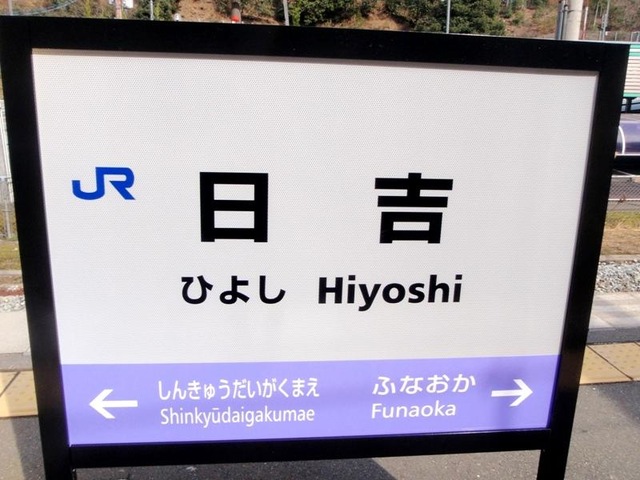 JR
日吉
ひよし Hiyoshi
← しんきゅうだいがくまえ
Shinkyūdaigakumae
ふなおか →
Funaoka